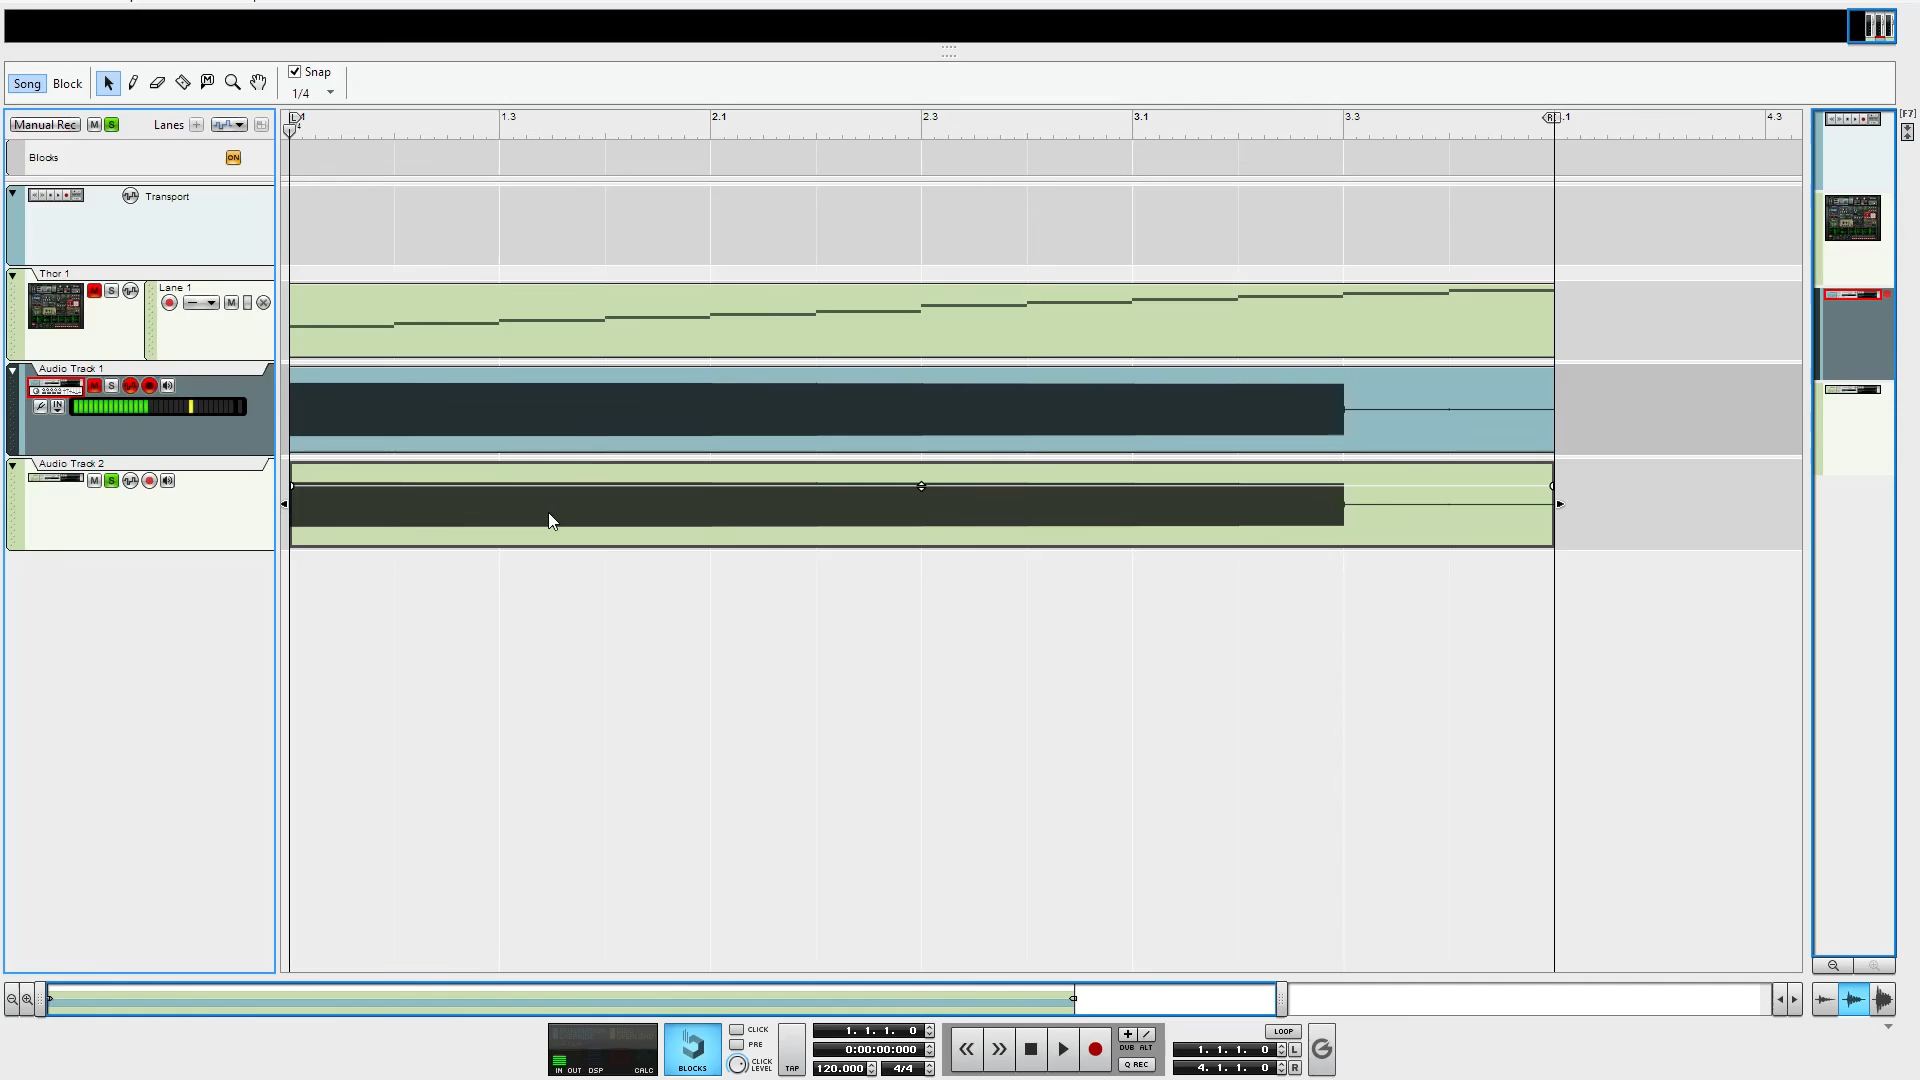 Song Block Snap
1/4
[F7]
Manual Rec M S Lanes
1.3 2.1 2.3 3.1 3.3 4.3
Blocks ON
Transport
Thor 1
M S Lane 1
M
Audio Track 1
M S
IN
Audio Track 2
M S
CLICK
PRE
CLICK
LEVEL
IN OUT DSP CALC
BLOCKS
TAP
1. 1. 1. 0
0:00:00:000
120.000 4/4
DUB ALT
Q REC
LOOP
1. 1. 1. 0 L
4. 1. 1. 0 R